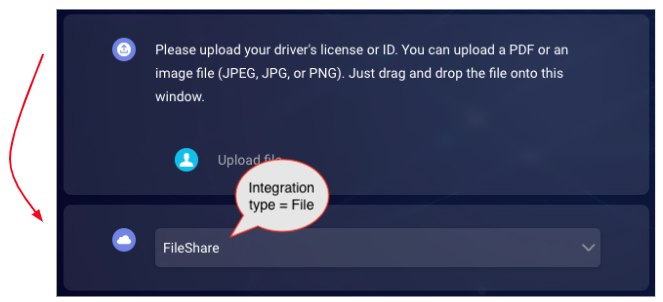 Please upload your driver's license or ID. You can upload a PDF or an
image file (JPEG, JPG, or PNG). Just drag and drop the file onto this
window.
Upload file
Integration
type = File
FileShare